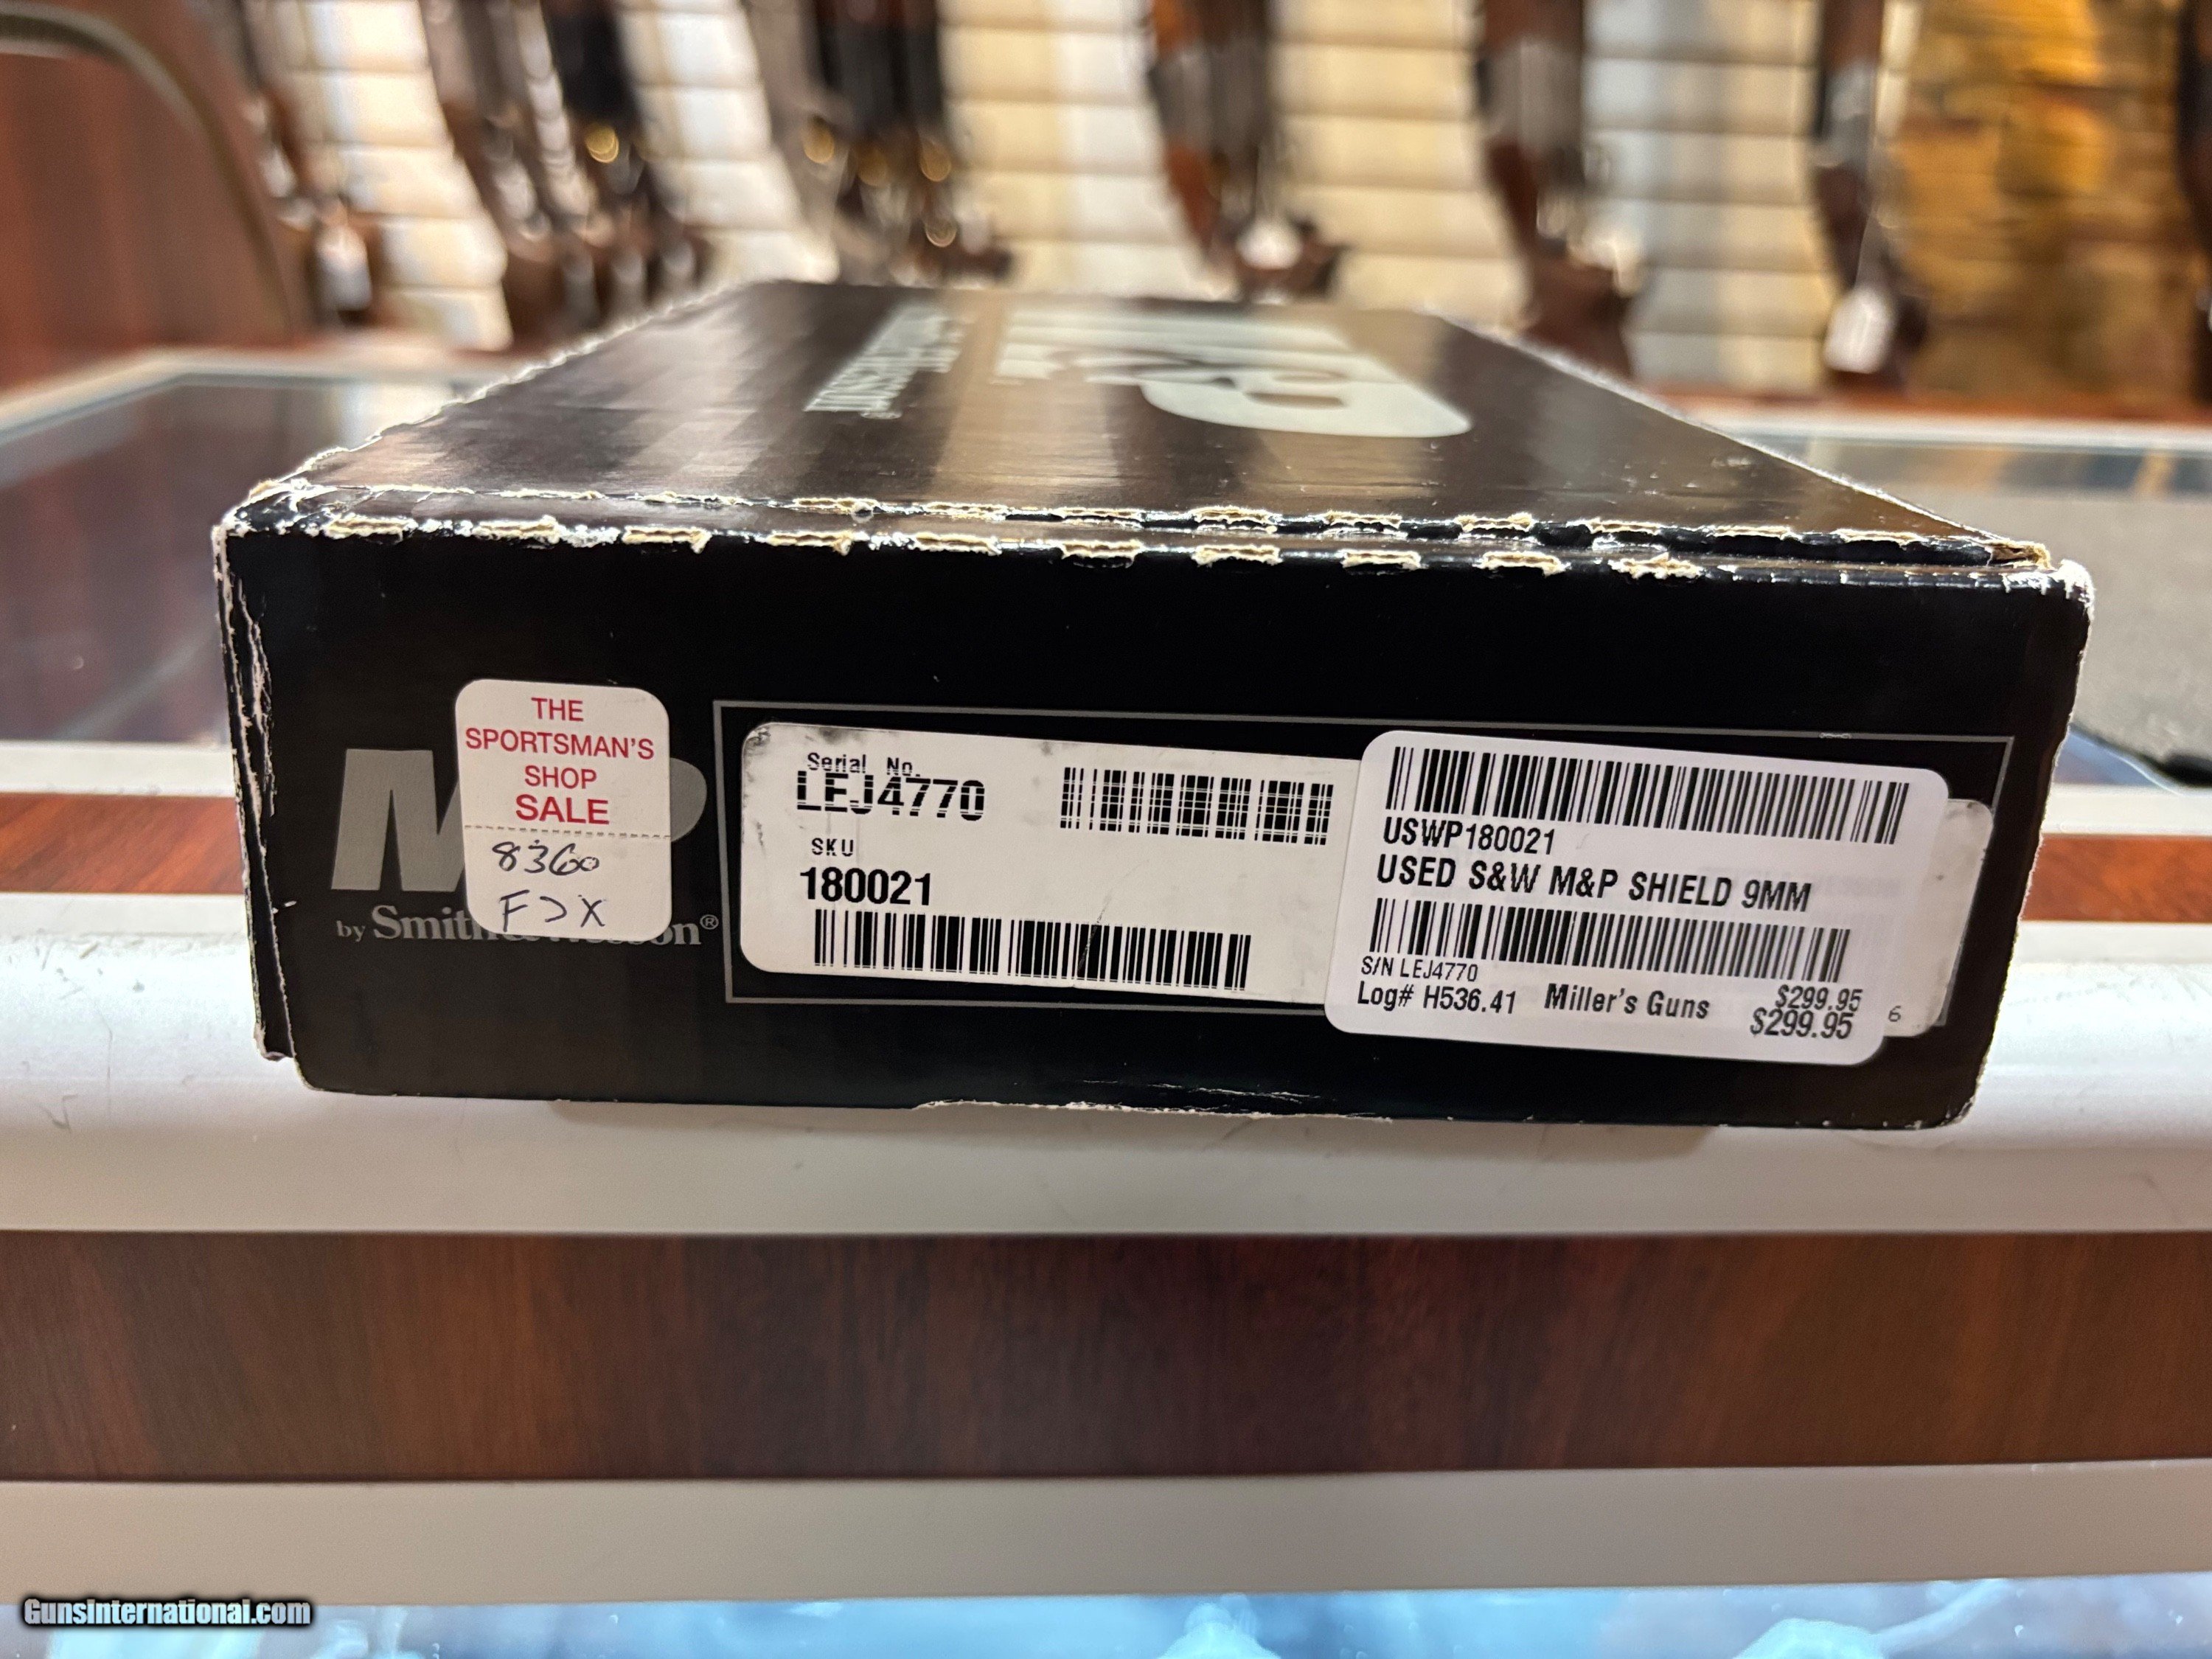 M&P
THE
SPORTSMAN'S
SHOP
SALE
8360
by Smith
Serial No.
LEJ4770
SKU
180021
USWP180021
USED S&W M&P SHIELD 9MM
S/N LEJ4770
Log# H536.41 Miller's Guns $299.95
$299.95
6
GunsInternational.com